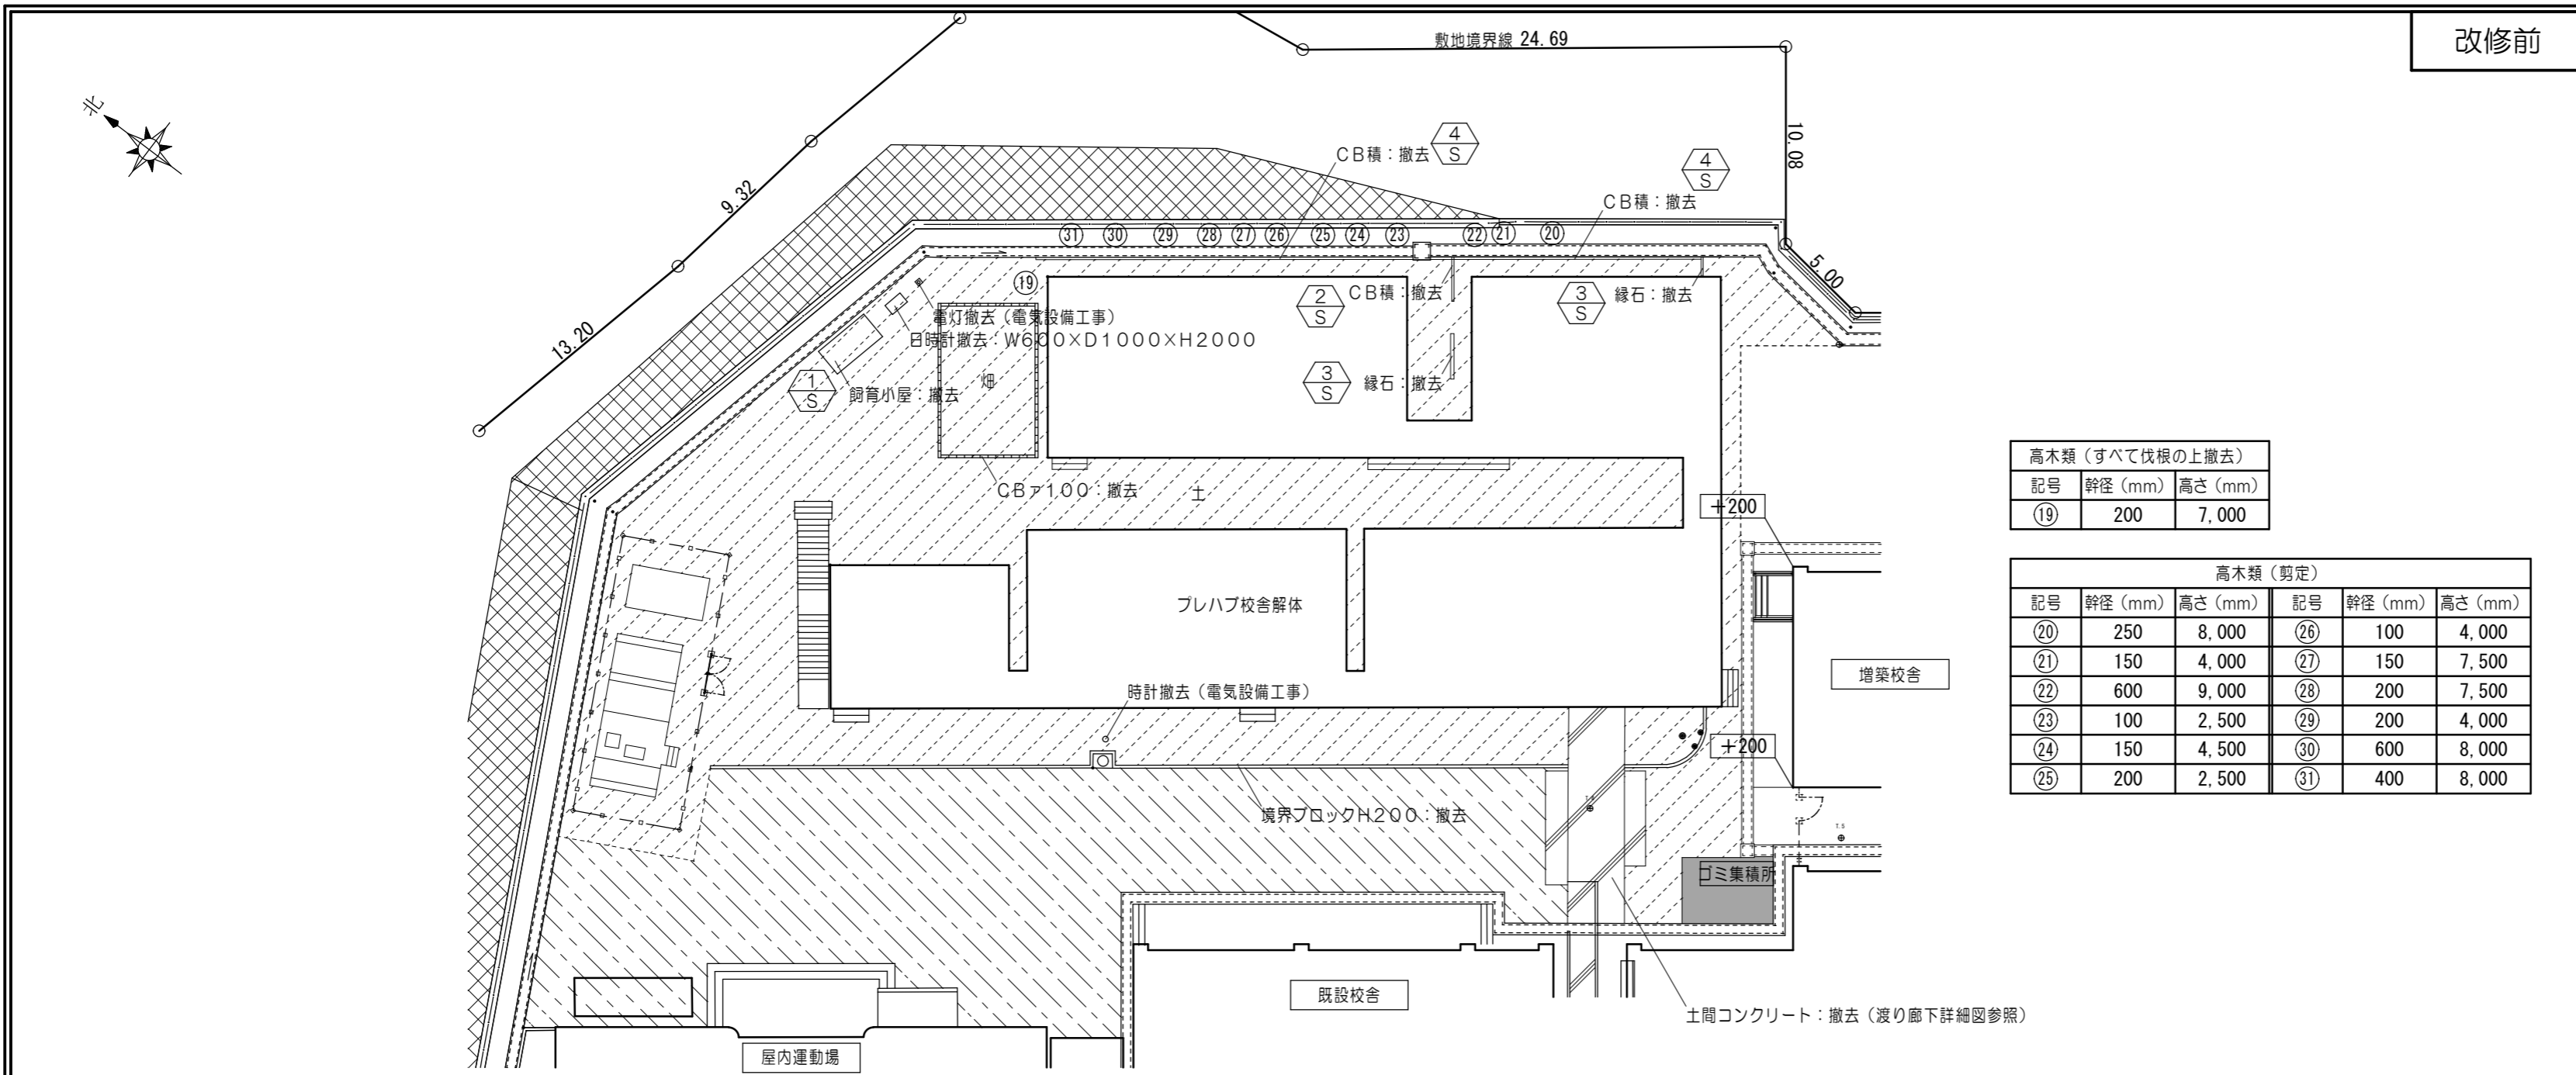 改修前
北
敷地境界線 24.69
10.08
5.00
9.32
13.20
CB積：撤去
4
S
4
S
CB積：撤去
㉛
㉚
㉙
㉘
㉗
㉖
㉕
㉔
㉓
㉒
㉑
⑳
⑲
2
S
CB積：撤去
3
S
縁石：撤去
電灯撤去（電気設備工事）
日時計撤去：W600×D1000×H2000
3
S
縁石：撤去
1
S
飼育小屋：撤去
畑
CBァ100：撤去
土
+200
プレハブ校舎解体
増築校舎
時計撤去（電気設備工事）
+200
境界ブロックH200：撤去
ゴミ集積所
既設校舎
土間コンクリート：撤去（渡り廊下詳細図参照）
屋内運動場
高木類（すべて伐根の上撤去）
記号 幹径（mm） 高さ（mm）
⑲ 200 7,000
高木類（剪定）
記号 幹径（mm） 高さ（mm） 記号 幹径（mm） 高さ（mm）
⑳ 250 8,000 ㉖ 100 4,000
㉑ 150 4,000 ㉗ 150 7,500
㉒ 600 9,000 ㉘ 200 7,500
㉓ 100 2,500 ㉙ 200 4,000
㉔ 150 4,500 ㉚ 600 8,000
㉕ 200 2,500 ㉛ 400 8,000